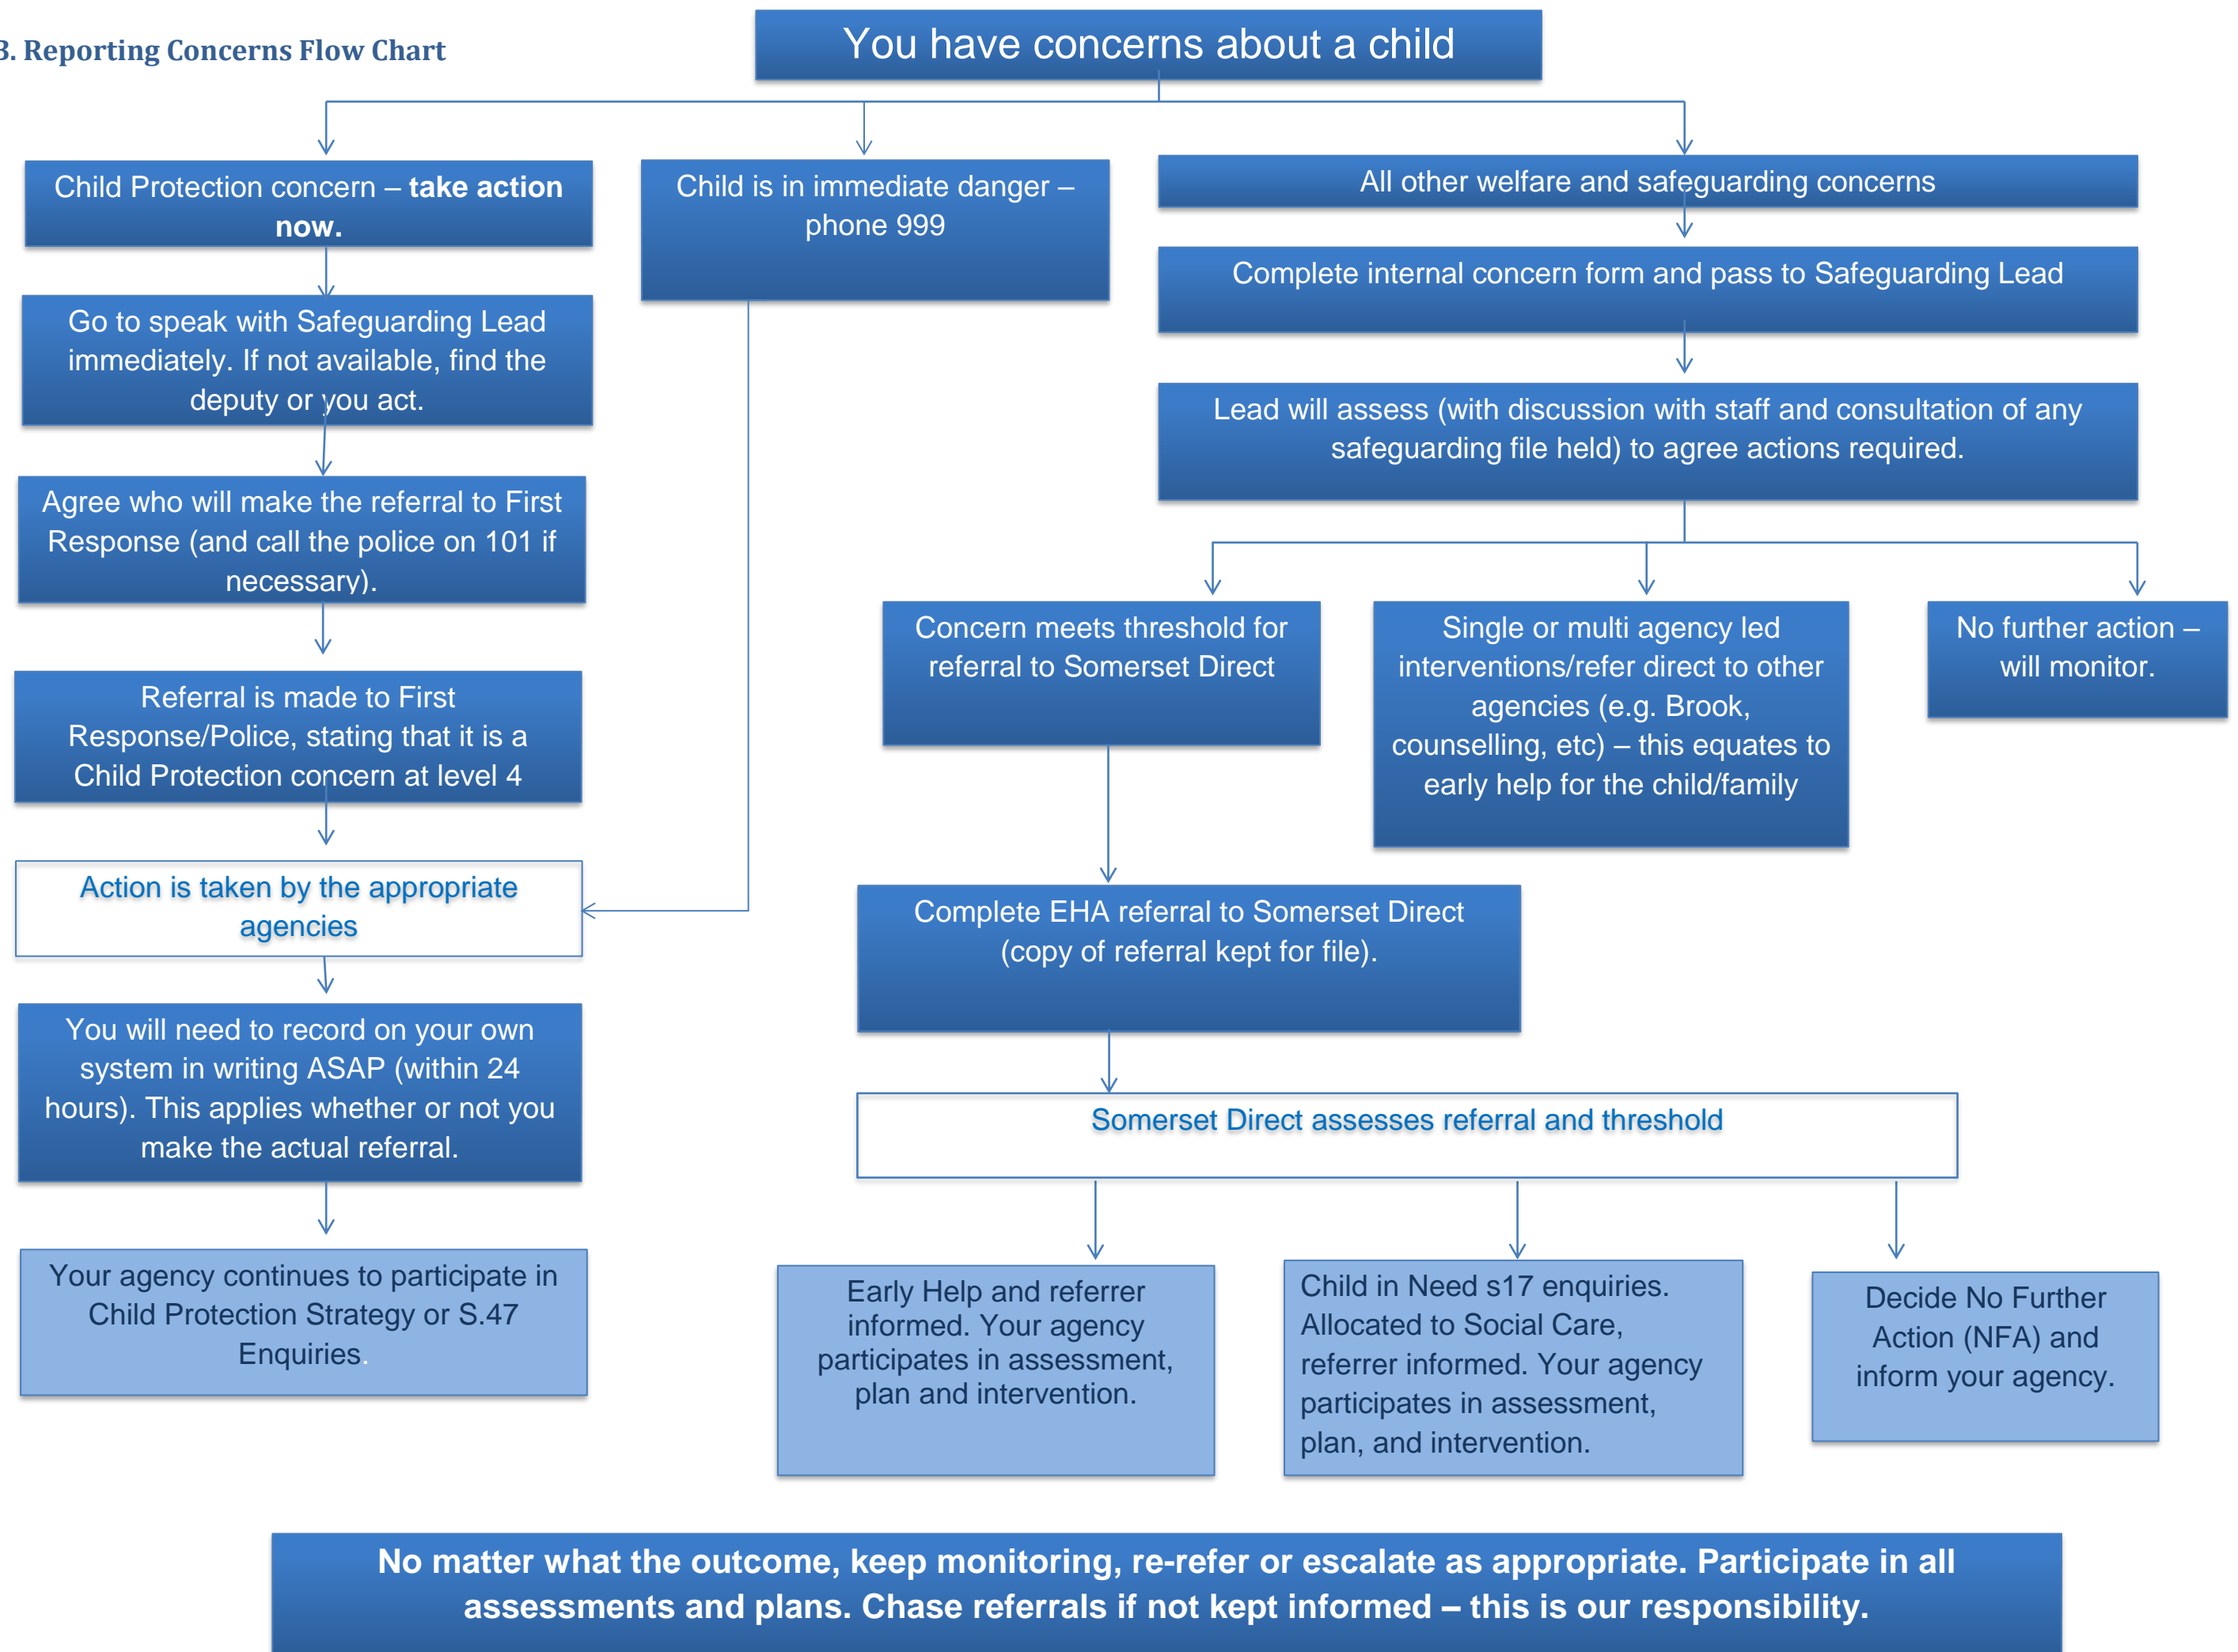 3. Reporting Concerns Flow Chart
You have concerns about a child
Child Protection concern – take action
now.
Go to speak with Safeguarding Lead
immediately. If not available, find the
deputy or you act.
Agree who will make the referral to First
Response (and call the police on 101 if
necessary).
Referral is made to First
Response/Police, stating that it is a
Child Protection concern at level 4
Action is taken by the appropriate
agencies
You will need to record on your own
system in writing ASAP (within 24
hours). This applies whether or not you
make the actual referral.
Your agency continues to participate in
Child Protection Strategy or S.47
Enquiries.
Child is in immediate danger –
phone 999
All other welfare and safeguarding concerns
Complete internal concern form and pass to Safeguarding Lead
Lead will assess (with discussion with staff and consultation of any
safeguarding file held) to agree actions required.
Concern meets threshold for
referral to Somerset Direct
Single or multi agency led
interventions/refer direct to other
agencies (e.g. Brook,
counselling, etc) – this equates to
early help for the child/family
No further action –
will monitor.
Complete EHA referral to Somerset Direct
(copy of referral kept for file).
Somerset Direct assesses referral and threshold
Early Help and referrer
informed. Your agency
participates in assessment,
plan and intervention.
Child in Need s17 enquiries.
Allocated to Social Care,
referrer informed. Your agency
participates in assessment,
plan, and intervention.
Decide No Further
Action (NFA) and
inform your agency.
No matter what the outcome, keep monitoring, re-refer or escalate as appropriate. Participate in all
assessments and plans. Chase referrals if not kept informed – this is our responsibility.